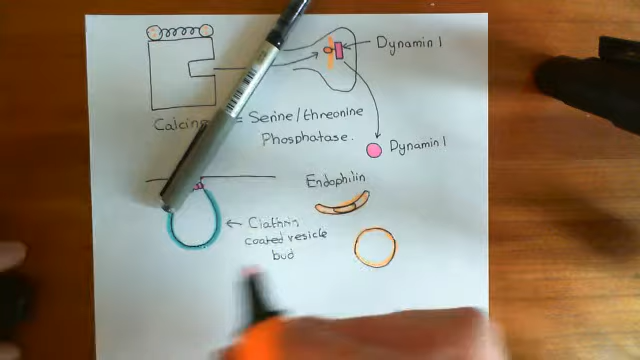 Dynamin 1
= Serine/threonine
Phosphatase.
Dynamin 1
Endophilin
← Clathrin
coated vesicle
bud